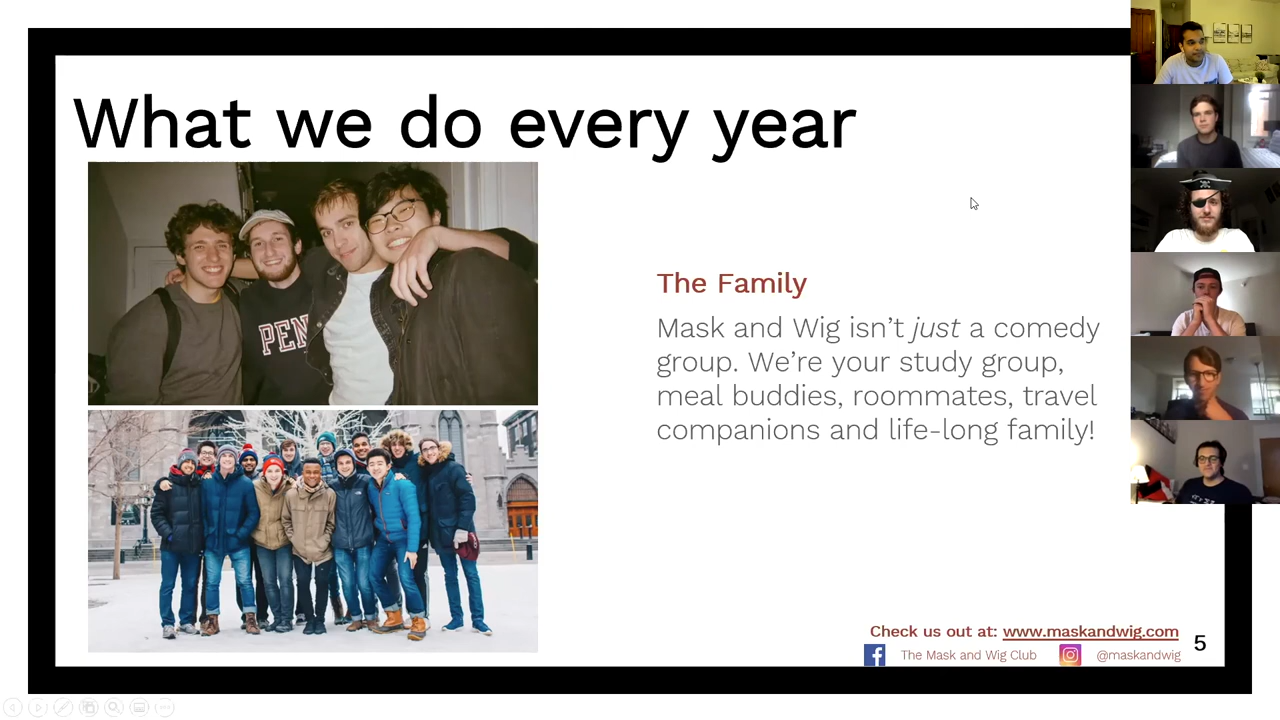 What we do every year
PEN
The Family
Mask and Wig isn't just a comedy
group. We're your study group,
meal buddies, roommates, travel
companions and life-long family!
Check us out at: www.maskandwig.com
The Mask and Wig Club @maskandwig
5